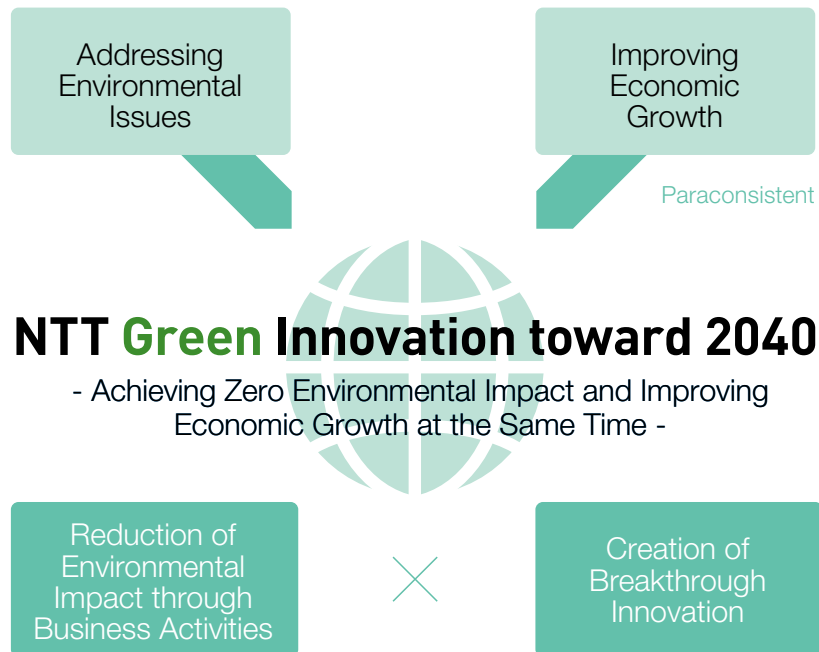 Addressing
Environmental
Issues
Improving
Economic
Growth
Paraconsistent
NTT Green Innovation toward 2040
- Achieving Zero Environmental Impact and Improving
Economic Growth at the Same Time -
Reduction of
Environmental
Impact through
Business Activities
Creation of
Breakthrough
Innovation